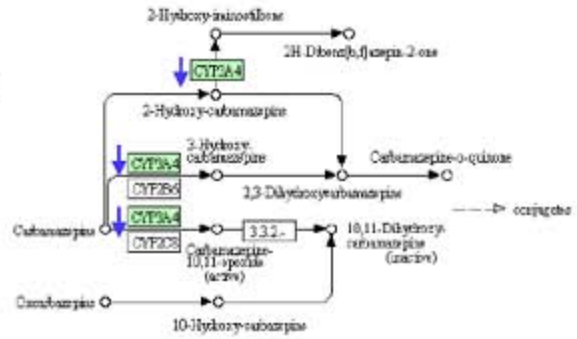 2-Hydroxy-iminostilbene
2H-Dibenz[b,f]azepin-2-one
CYP3A4
2-Hydroxy-carbamazepine
3-Hydroxy-
carbamazepine
Carbamazepine-o-quinone
CYP3A4
CYP2B6
2,3-Dihydroxycarbamazepine
conjugates
CYP3A4
Carbamazepine
CYP2C8
3.3.2.-
10,11-Dihydroxy-
carbamazepine
(inactive)
Carbamazepine-
10,11-epoxide
(active)
Oxcarbazepine
10-Hydroxy-carbazepine